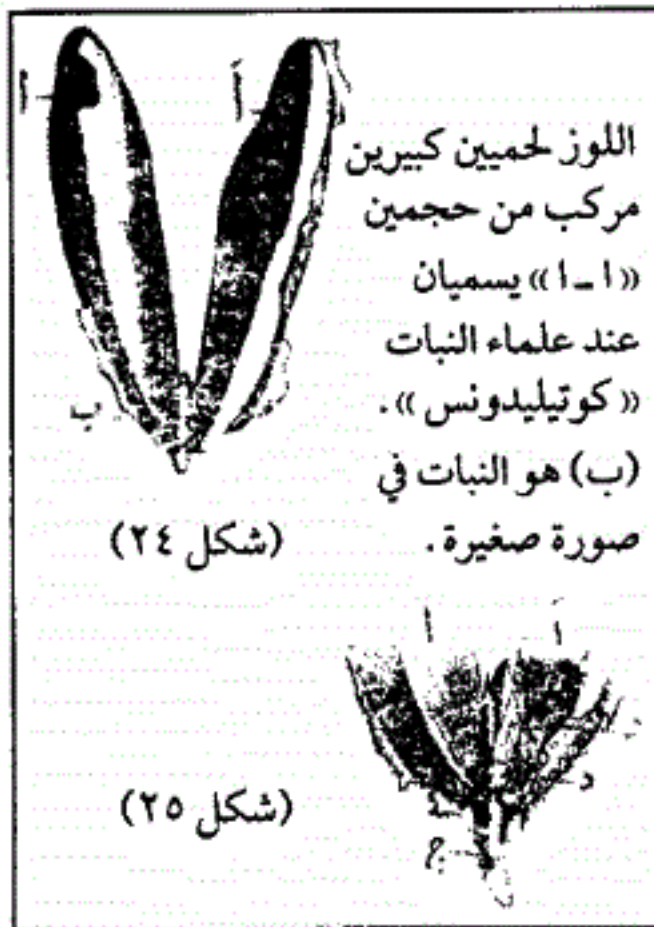 أ
أ
اللوز لحميين كبيرين
مركب من حجمين
«ا ـ ا» يسميان
عند علماء النبات
«كوتيليدونس».
(ب) هو النبات في
صورة صغيرة.
ب
(شكل ٢٤)
أ
أ
د
ج
(شكل ٢٥)